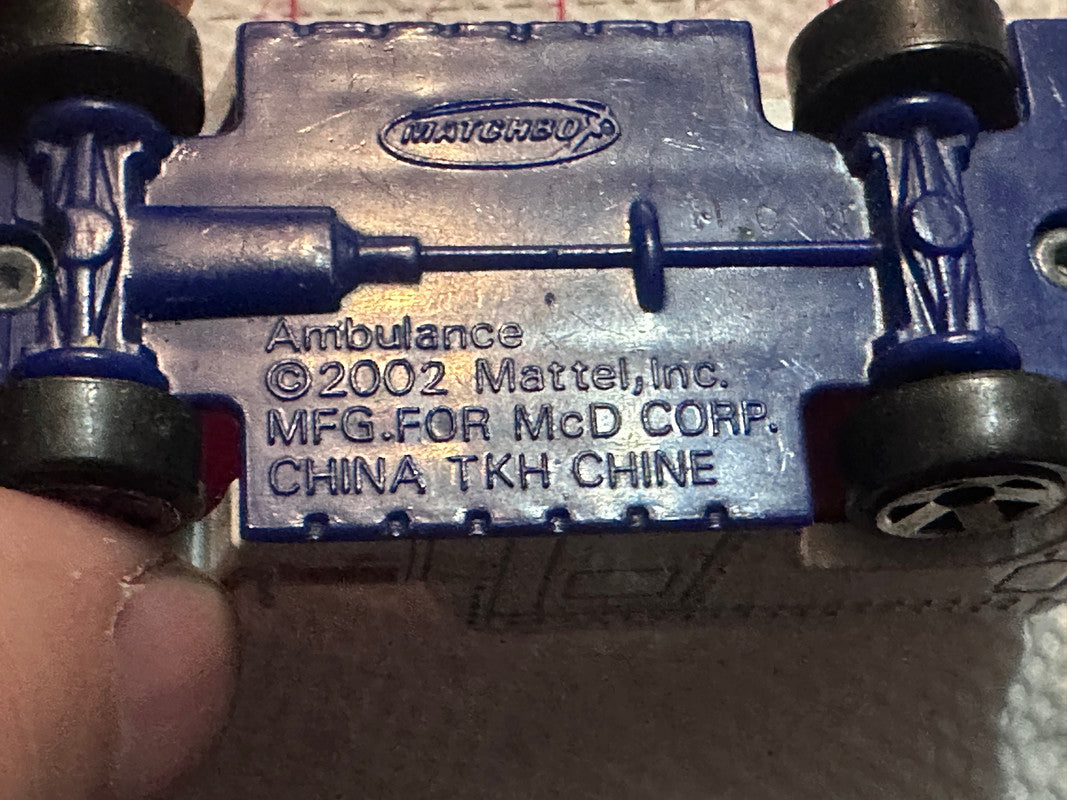 MATCHBOX
Ambulance
©2002 Mattel, Inc.
MFG.FOR McD CORP.
CHINA TKH CHINE